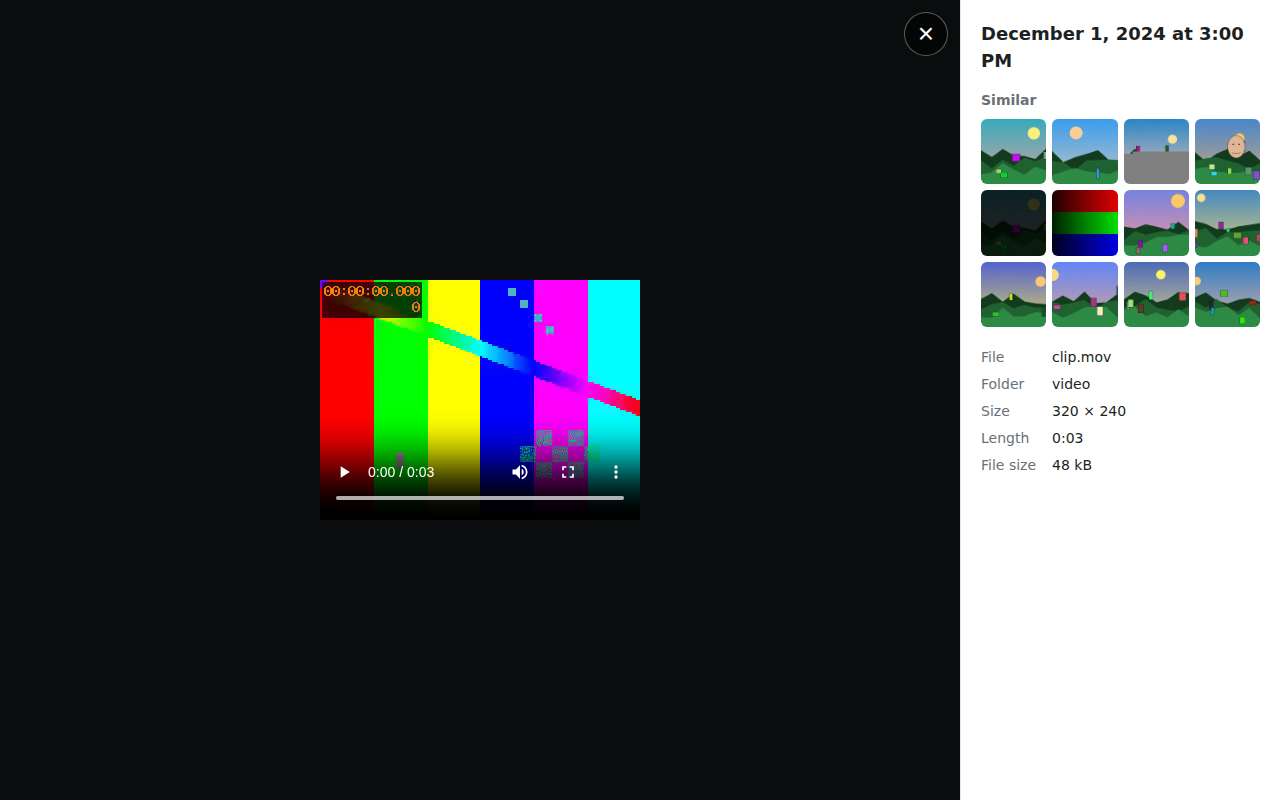 December 1, 2024 at 3:00
PM
Similar
00:00:00.000
0
0:00 / 0:03
File clip.mov
Folder video
Size 320 × 240
Length 0:03
File size 48 kB